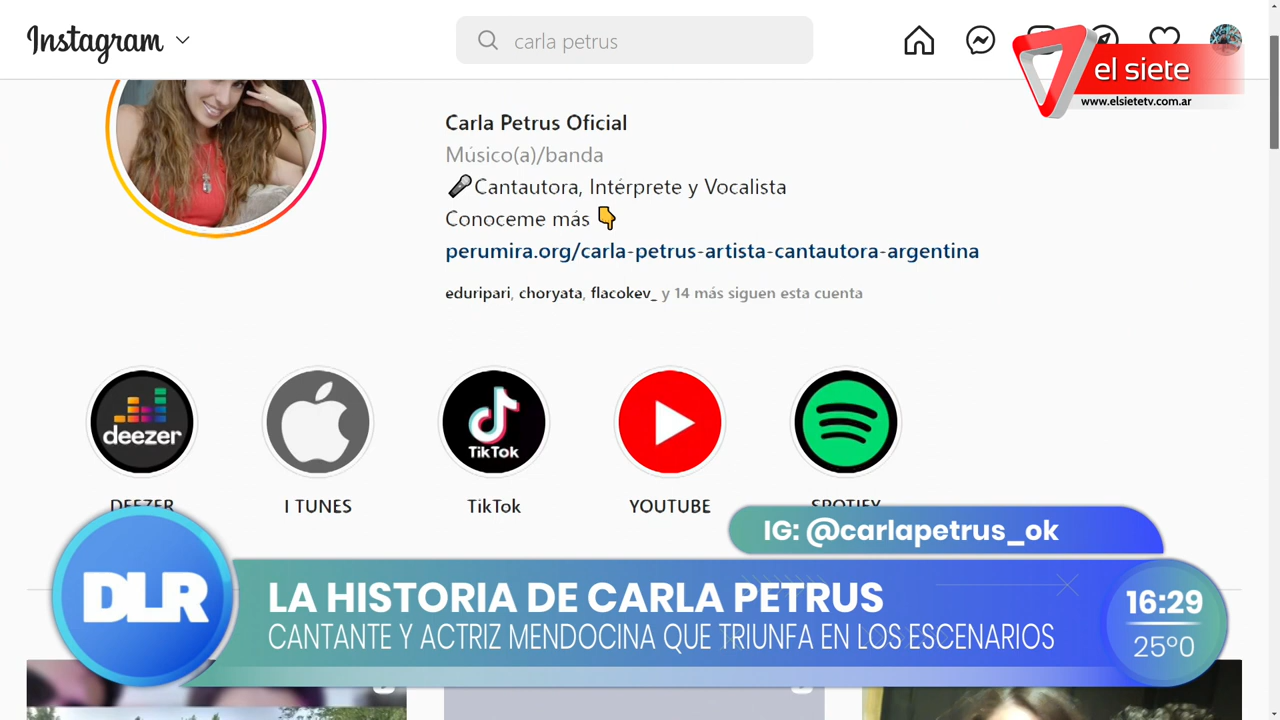 Instagram
carla petrus
el siete
www.elsietetv.com.ar
Carla Petrus Oficial
Músico(a)/banda
🎤Cantautora, Intérprete y Vocalista
Conoceme más 👇
perumira.org/carla-petrus-artista-cantautora-argentina
eduripari, choryata, flacokev_ y 14 más siguen esta cuenta
deezer
TikTok
DEEZER
I TUNES
TikTok
YOUTUBE
SPOTIFY
IG: @carlapetrus_ok
DLR
LA HISTORIA DE CARLA PETRUS
CANTANTE Y ACTRIZ MENDOCINA QUE TRIUNFA EN LOS ESCENARIOS
16:29
25º0